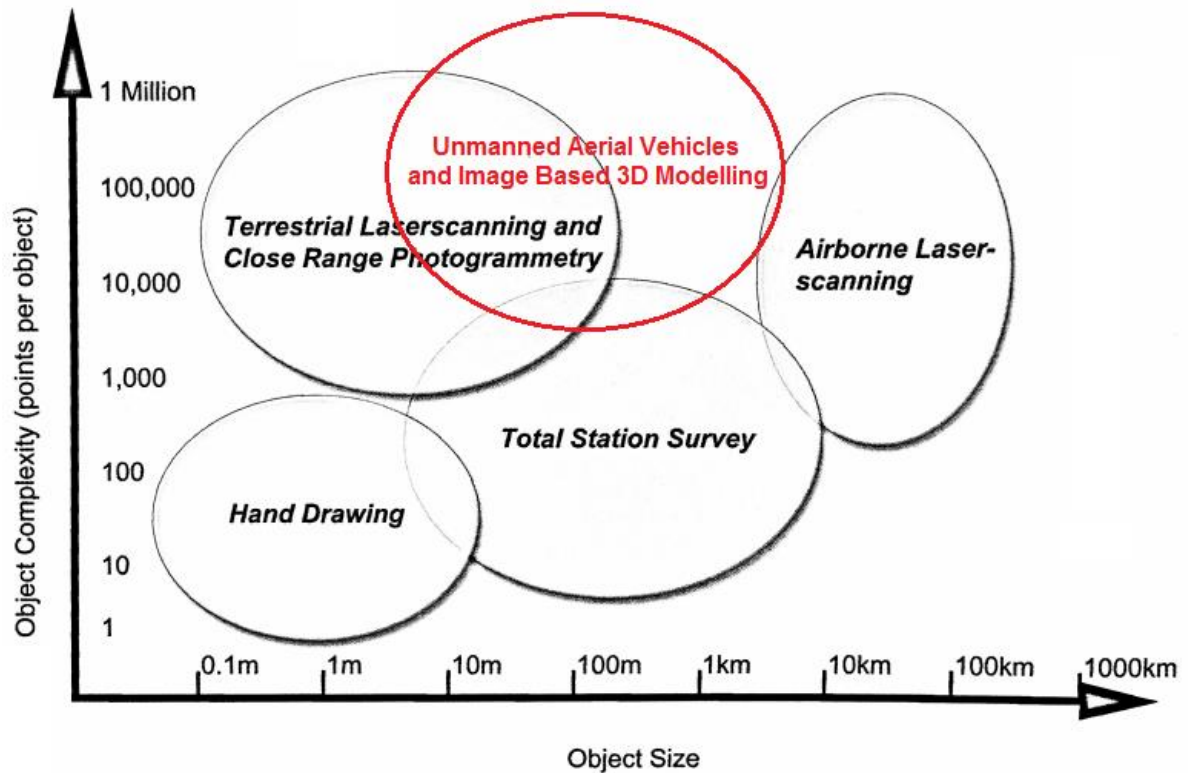 1 Million
Unmanned Aerial Vehicles
and Image Based 3D Modelling
100,000
Terrestrial Laserscanning and
Close Range Photogrammetry
Airborne Laser-
scanning
10,000
1,000
Total Station Survey
100
Hand Drawing
10
1
Object Complexity (points per object)
0.1m
1m
10m
100m
1km
10km
100km
1000km
Object Size